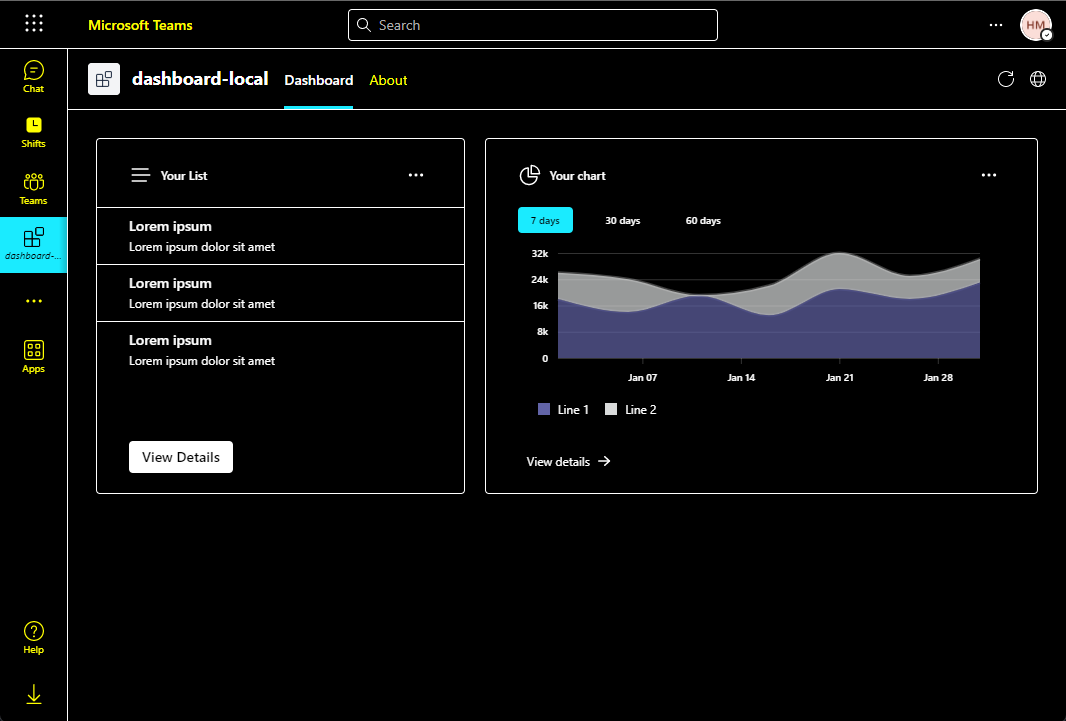 Microsoft Teams
Search
HM
Chat
Shifts
Teams
dashboard-...
Apps
Help
dashboard-local
Dashboard
About
Your List
Lorem ipsum
Lorem ipsum dolor sit amet
Lorem ipsum
Lorem ipsum dolor sit amet
Lorem ipsum
Lorem ipsum dolor sit amet
View Details
Your chart
7 days
30 days
60 days
32k
24k
16k
8k
0
Jan 07
Jan 14
Jan 21
Jan 28
Line 1
Line 2
View details